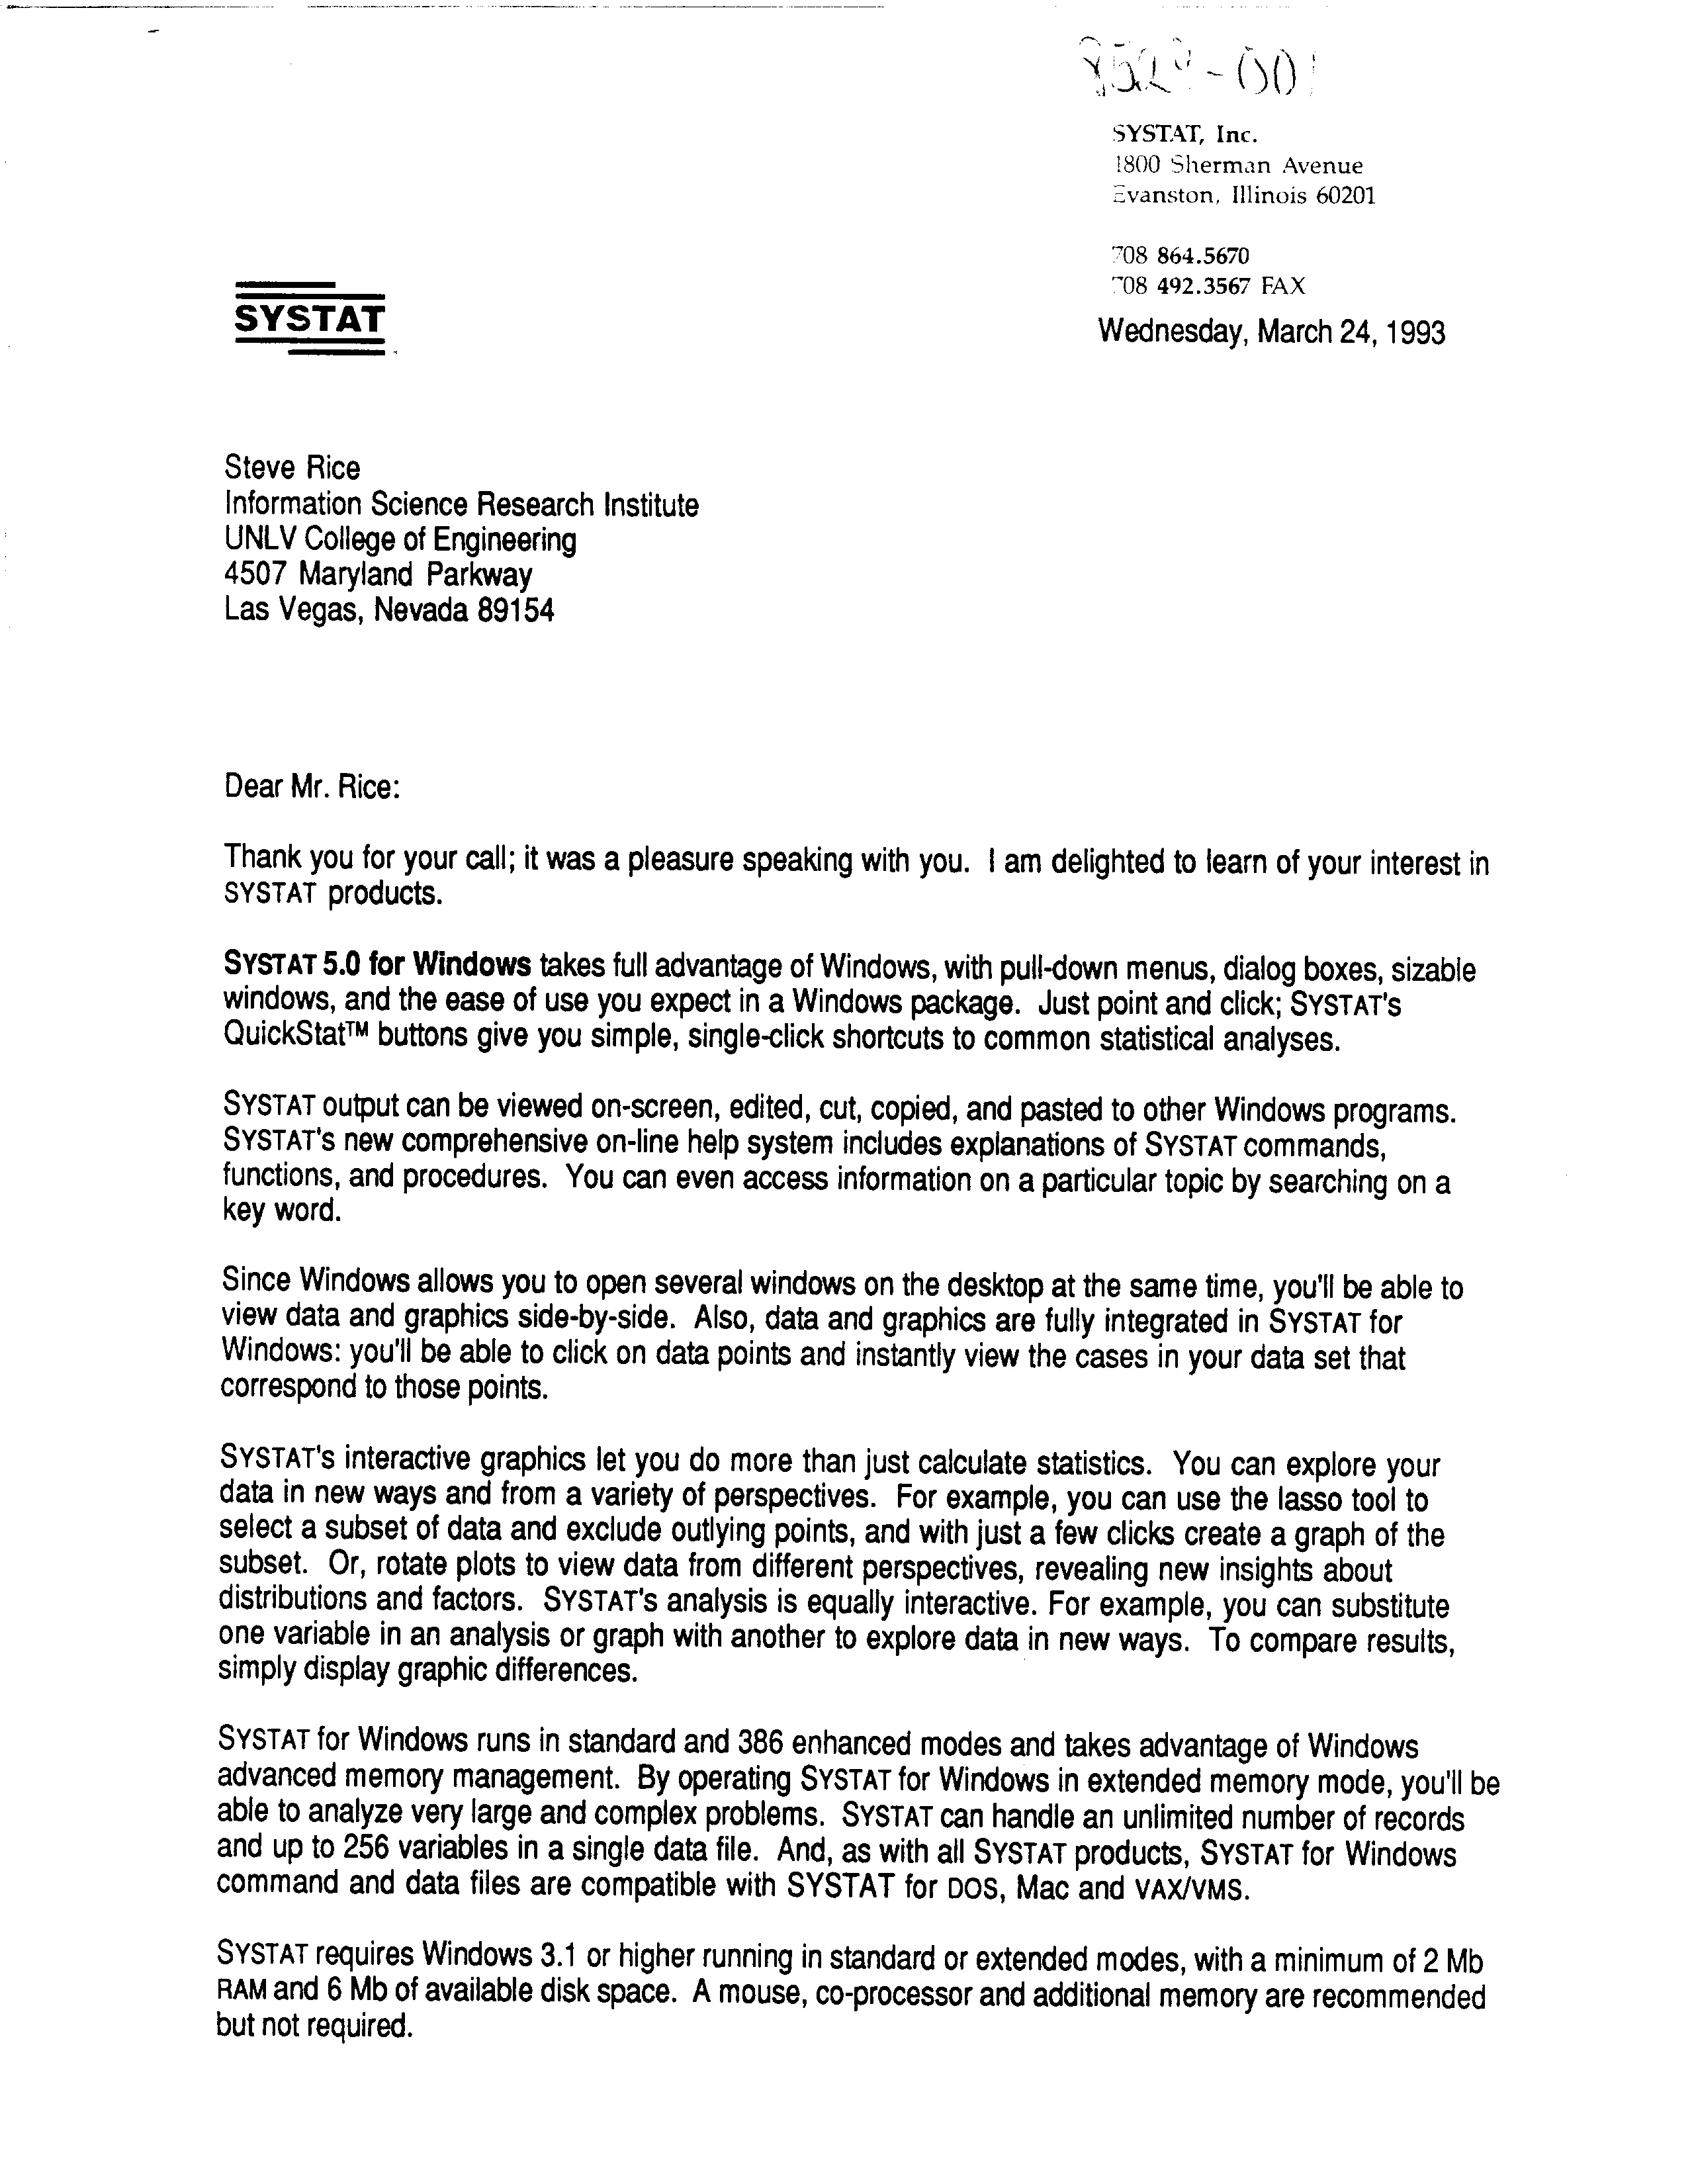 SYSTAT, Inc.
1800 Sherman Avenue
Evanston, Illinois 60201
708 864.5670
708 492.3567 FAX
SYSTAT
Wednesday, March 24, 1993
Steve Rice
Information Science Research Institute
UNLV College of Engineering
4507 Maryland Parkway
Las Vegas, Nevada 89154
Dear Mr. Rice:
Thank you for your call; it was a pleasure speaking with you. I am delighted to learn of your interest in
SYSTAT products.
SYSTAT 5.0 for Windows takes full advantage of Windows, with pull-down menus, dialog boxes, sizable
windows, and the ease of use you expect in a Windows package. Just point and click; SYSTAT's
QuickStat™ buttons give you simple, single-click shortcuts to common statistical analyses.
SYSTAT output can be viewed on-screen, edited, cut, copied, and pasted to other Windows programs.
SYSTAT's new comprehensive on-line help system includes explanations of SYSTAT commands,
functions, and procedures. You can even access information on a particular topic by searching on a
key word.
Since Windows allows you to open several windows on the desktop at the same time, you'll be able to
view data and graphics side-by-side. Also, data and graphics are fully integrated in SYSTAT for
Windows: you'll be able to click on data points and instantly view the cases in your data set that
correspond to those points.
SYSTAT's interactive graphics let you do more than just calculate statistics. You can explore your
data in new ways and from a variety of perspectives. For example, you can use the lasso tool to
select a subset of data and exclude outlying points, and with just a few clicks create a graph of the
subset. Or, rotate plots to view data from different perspectives, revealing new insights about
distributions and factors. SYSTAT's analysis is equally interactive. For example, you can substitute
one variable in an analysis or graph with another to explore data in new ways. To compare results,
simply display graphic differences.
SYSTAT for Windows runs in standard and 386 enhanced modes and takes advantage of Windows
advanced memory management. By operating SYSTAT for Windows in extended memory mode, you'll be
able to analyze very large and complex problems. SYSTAT can handle an unlimited number of records
and up to 256 variables in a single data file. And, as with all SYSTAT products, SYSTAT for Windows
command and data files are compatible with SYSTAT for DOS, Mac and VAX/VMS.
SYSTAT requires Windows 3.1 or higher running in standard or extended modes, with a minimum of 2 Mb
RAM and 6 Mb of available disk space. A mouse, co-processor and additional memory are recommended
but not required.